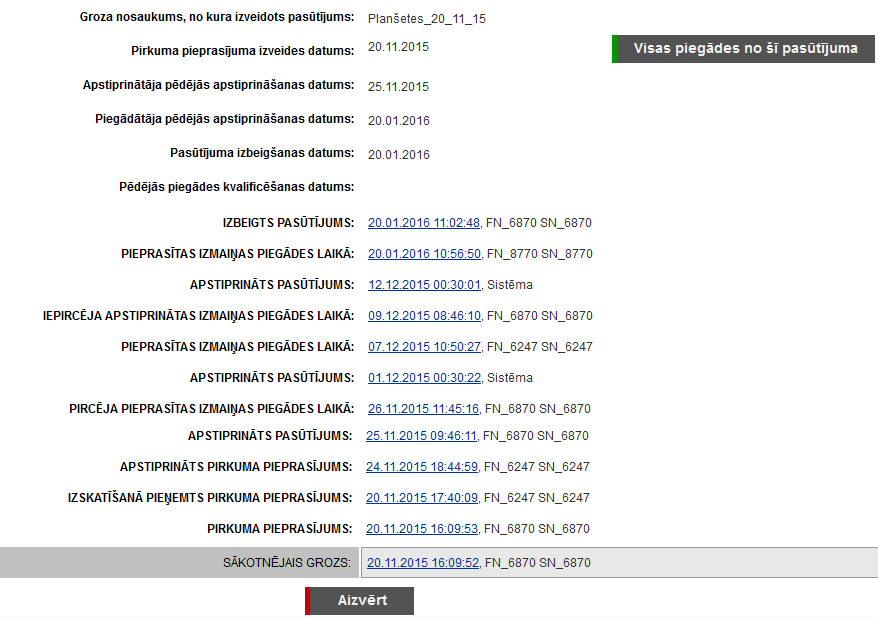 Groza nosaukums, no kura izveidots pasūtījums: Planšetes_20_11_15
Pirkuma pieprasījuma izveides datums: 20.11.2015
Visas piegādes no šī pasūtījuma
Apstiprinātāja pēdējās apstiprināšanas datums: 25.11.2015
Piegādātāja pēdējās apstiprināšanas datums: 20.01.2016
Pasūtījuma izbeigšanas datums: 20.01.2016
Pēdējās piegādes kvalificēšanas datums:
IZBEIGTS PASŪTĪJUMS: 20.01.2016 11:02:48, FN_6870 SN_6870
PIEPRASĪTAS IZMAIŅAS PIEGĀDES LAIKĀ: 20.01.2016 10:56:50, FN_8770 SN_8770
APSTIPRINĀTS PASŪTĪJUMS: 12.12.2015 00:30:01, Sistēma
IEPIRCĒJA APSTIPRINĀTAS IZMAIŅAS PIEGĀDES LAIKĀ: 09.12.2015 08:46:10, FN_6870 SN_6870
PIEPRASĪTAS IZMAIŅAS PIEGĀDES LAIKĀ: 07.12.2015 10:50:27, FN_6247 SN_6247
APSTIPRINĀTS PASŪTĪJUMS: 01.12.2015 00:30:22, Sistēma
PIRCĒJA PIEPRASĪTAS IZMAIŅAS PIEGĀDES LAIKĀ: 26.11.2015 11:45:16, FN_6870 SN_6870
APSTIPRINĀTS PASŪTĪJUMS: 25.11.2015 09:46:11, FN_6870 SN_6870
APSTIPRINĀTS PIRKUMA PIEPRASĪJUMS: 24.11.2015 18:44:59, FN_6247 SN_6247
IZSKATĪŠANĀ PIEŅEMTS PIRKUMA PIEPRASĪJUMS: 20.11.2015 17:40:09, FN_6247 SN_6247
PIRKUMA PIEPRASĪJUMS: 20.11.2015 16:09:53, FN_6870 SN_6870
SĀKOTNĒJAIS GROZS: 20.11.2015 16:09:52, FN_6870 SN_6870
Aizvērt